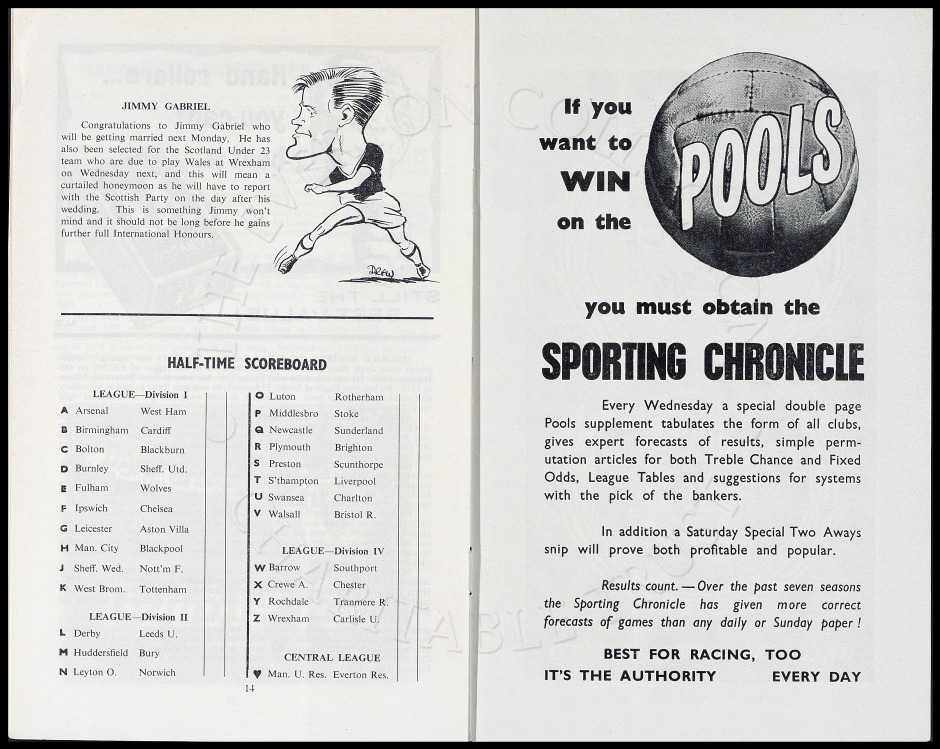 JIMMY GABRIEL
Congratulations to Jimmy Gabriel who
will be getting married next Monday. He has
also been selected for the Scotland Under 23
team who are due to play Wales at Wrexham
on Wednesday next, and this will mean a
curtailed honeymoon as he will have to report
with the Scottish Party on the day after his
wedding. This is something Jimmy won't
mind and it should not be long before he gains
further full International Honours.
DRAW
HALF-TIME SCOREBOARD
LEAGUE—Division I
A Arsenal West Ham
B Birmingham Cardiff
C Bolton Blackburn
D Burnley Sheff. Utd.
E Fulham Wolves
F Ipswich Chelsea
G Leicester Aston Villa
H Man. City Blackpool
J Sheff. Wed. Nott'm F.
K West Brom. Tottenham
LEAGUE—Division II
L Derby Leeds U.
M Huddersfield Bury
N Leyton O. Norwich
O Luton Rotherham
P Middlesbro Stoke
Q Newcastle Sunderland
R Plymouth Brighton
S Preston Scunthorpe
T S'thampton Liverpool
U Swansea Charlton
V Walsall Bristol R.
LEAGUE—Division IV
W Barrow Southport
X Crewe A. Chester
Y Rochdale Tranmere R.
Z Wrexham Carlisle U.
CENTRAL LEAGUE
♥ Man. U. Res. Everton Res.
14
If you
want to
WIN
on the
POOLS
you must obtain the
SPORTING CHRONICLE
Every Wednesday a special double page
Pools supplement tabulates the form of all clubs,
gives expert forecasts of results, simple perm-
utation articles for both Treble Chance and Fixed
Odds, League Tables and suggestions for systems
with the pick of the bankers.
In addition a Saturday Special Two Aways
snip will prove both profitable and popular.
Results count. — Over the past seven seasons
the Sporting Chronicle has given more correct
forecasts of games than any daily or Sunday paper !
BEST FOR RACING, TOO
IT'S THE AUTHORITY EVERY DAY